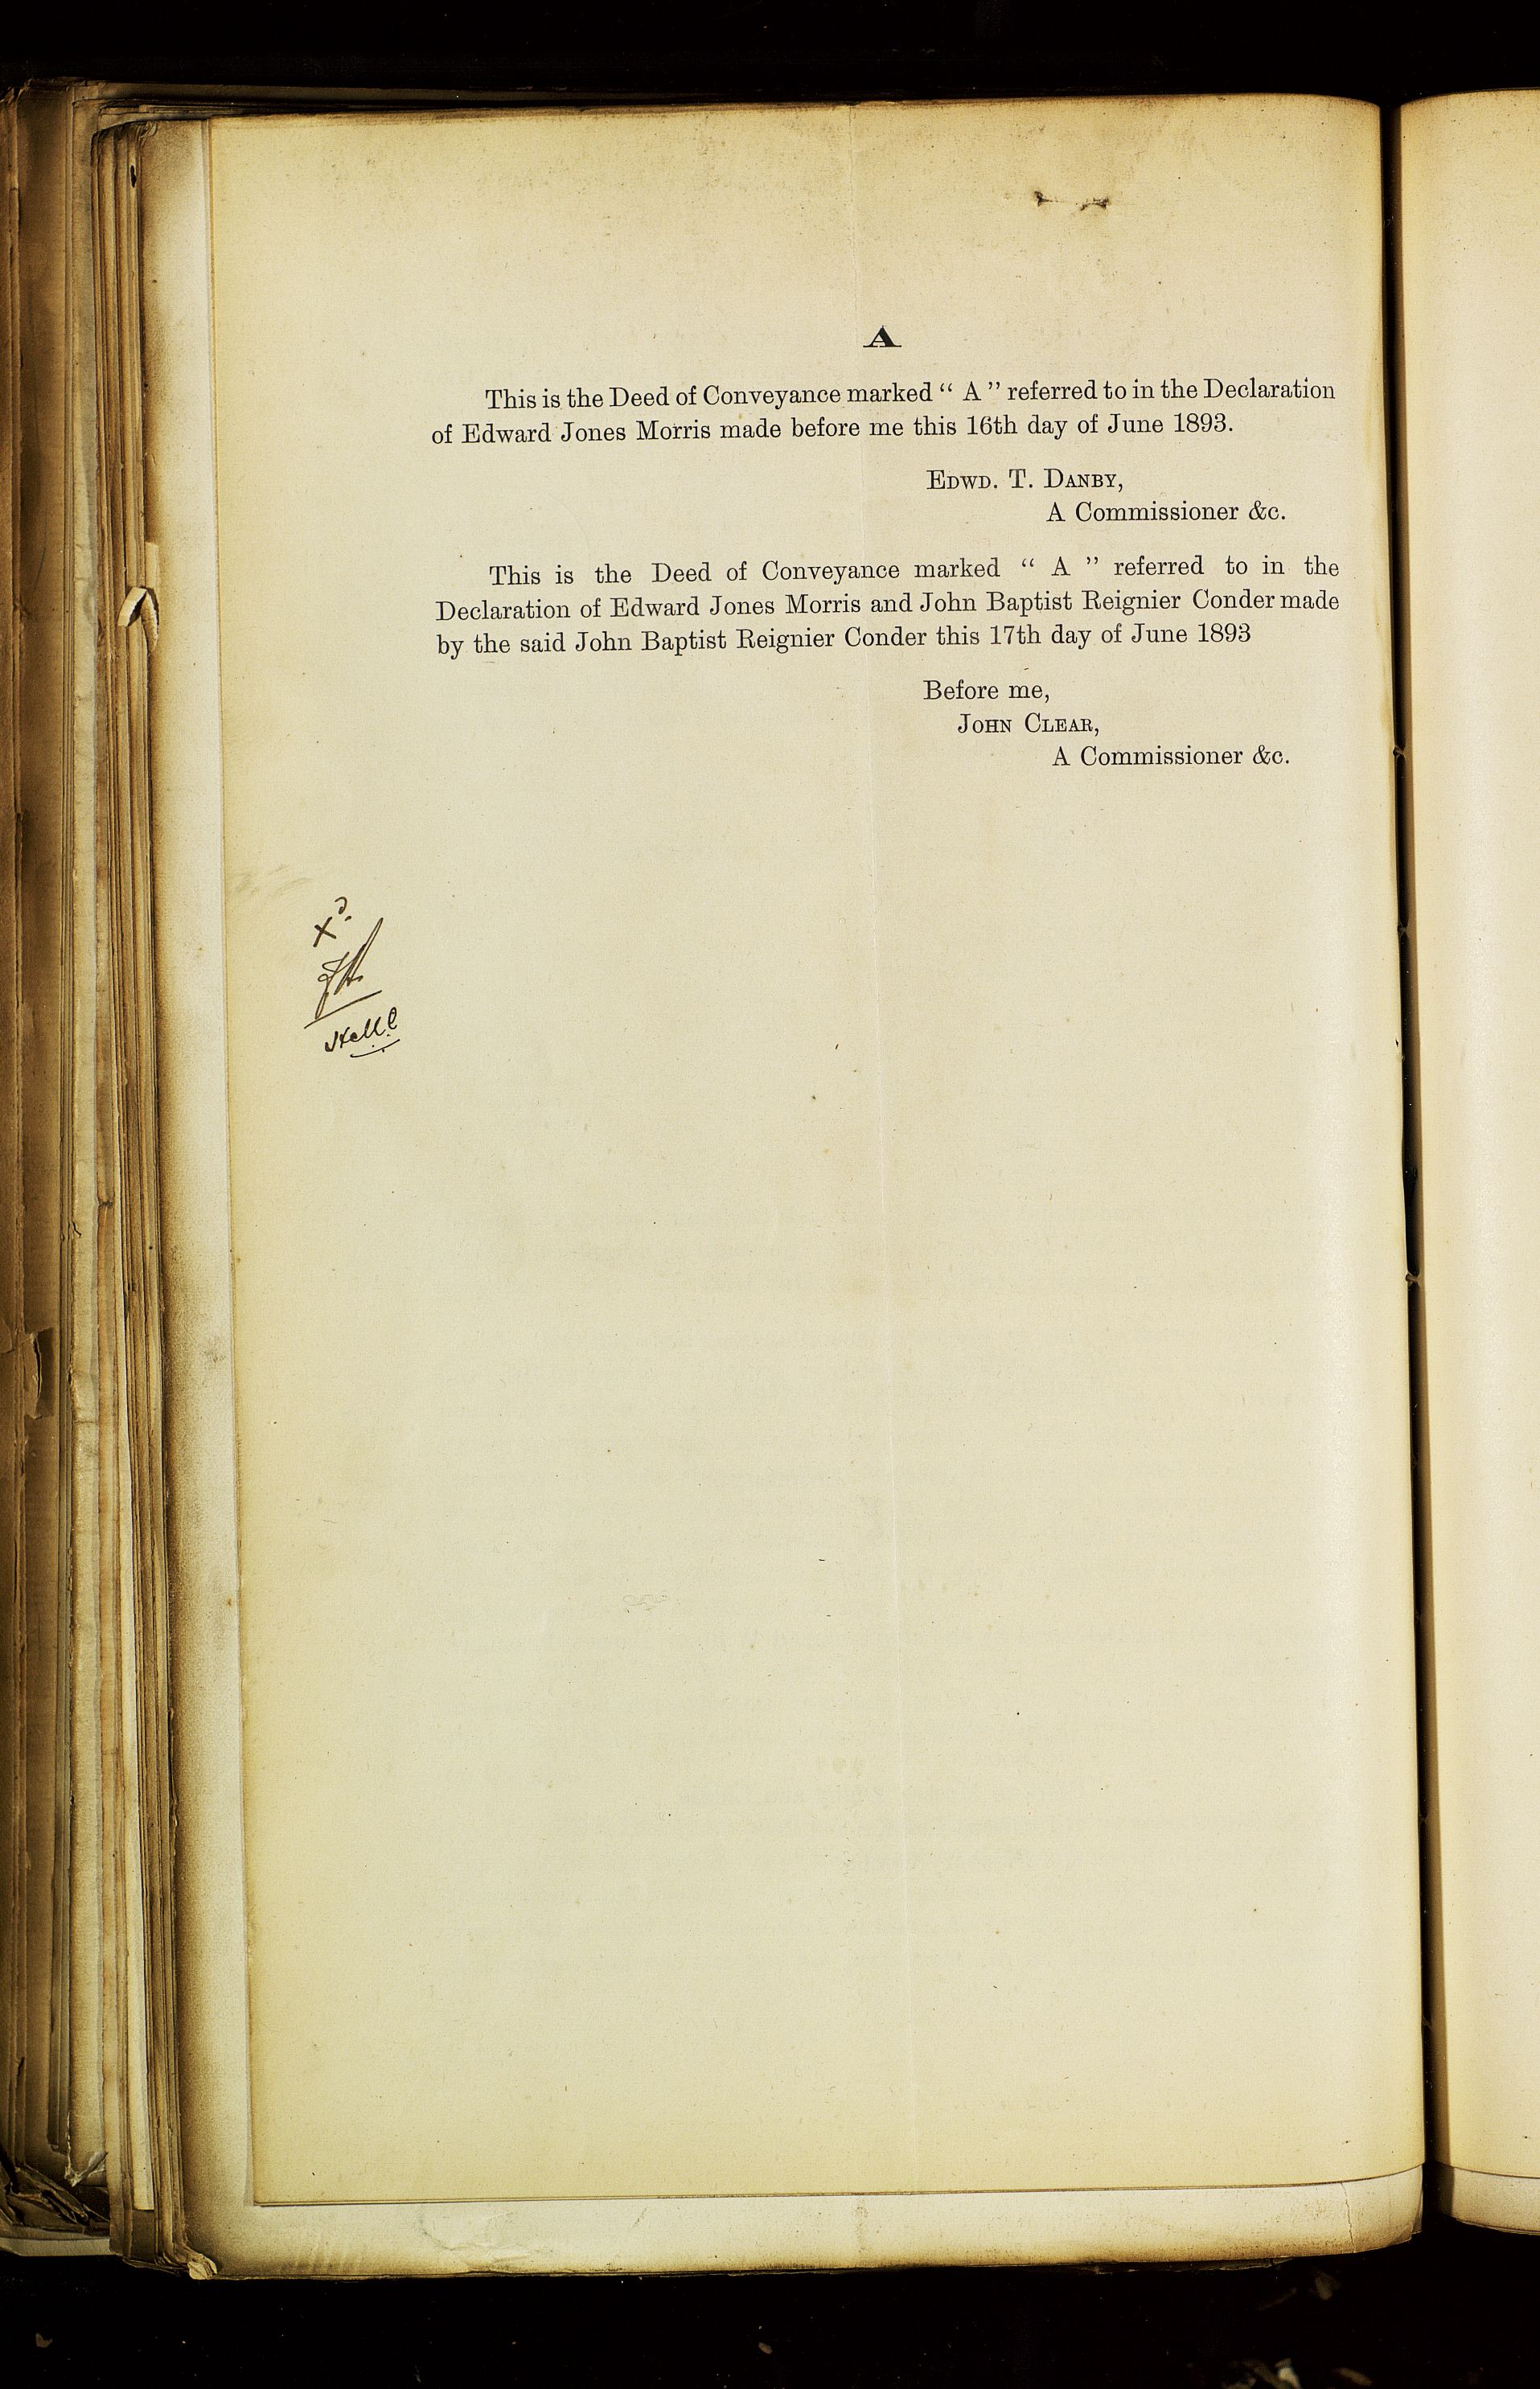 A
This is the Deed of Conveyance marked “ A ” referred to in the Declaration
of Edward Jones Morris made before me this 16th day of June 1893.
EDWD. T. DANBY,
A Commissioner &c.
This is the Deed of Conveyance marked “ A ” referred to in the
Declaration of Edward Jones Morris and John Baptist Reignier Conder made
by the said John Baptist Reignier Conder this 17th day of June 1893
Before me,
JOHN CLEAR,
A Commissioner &c.